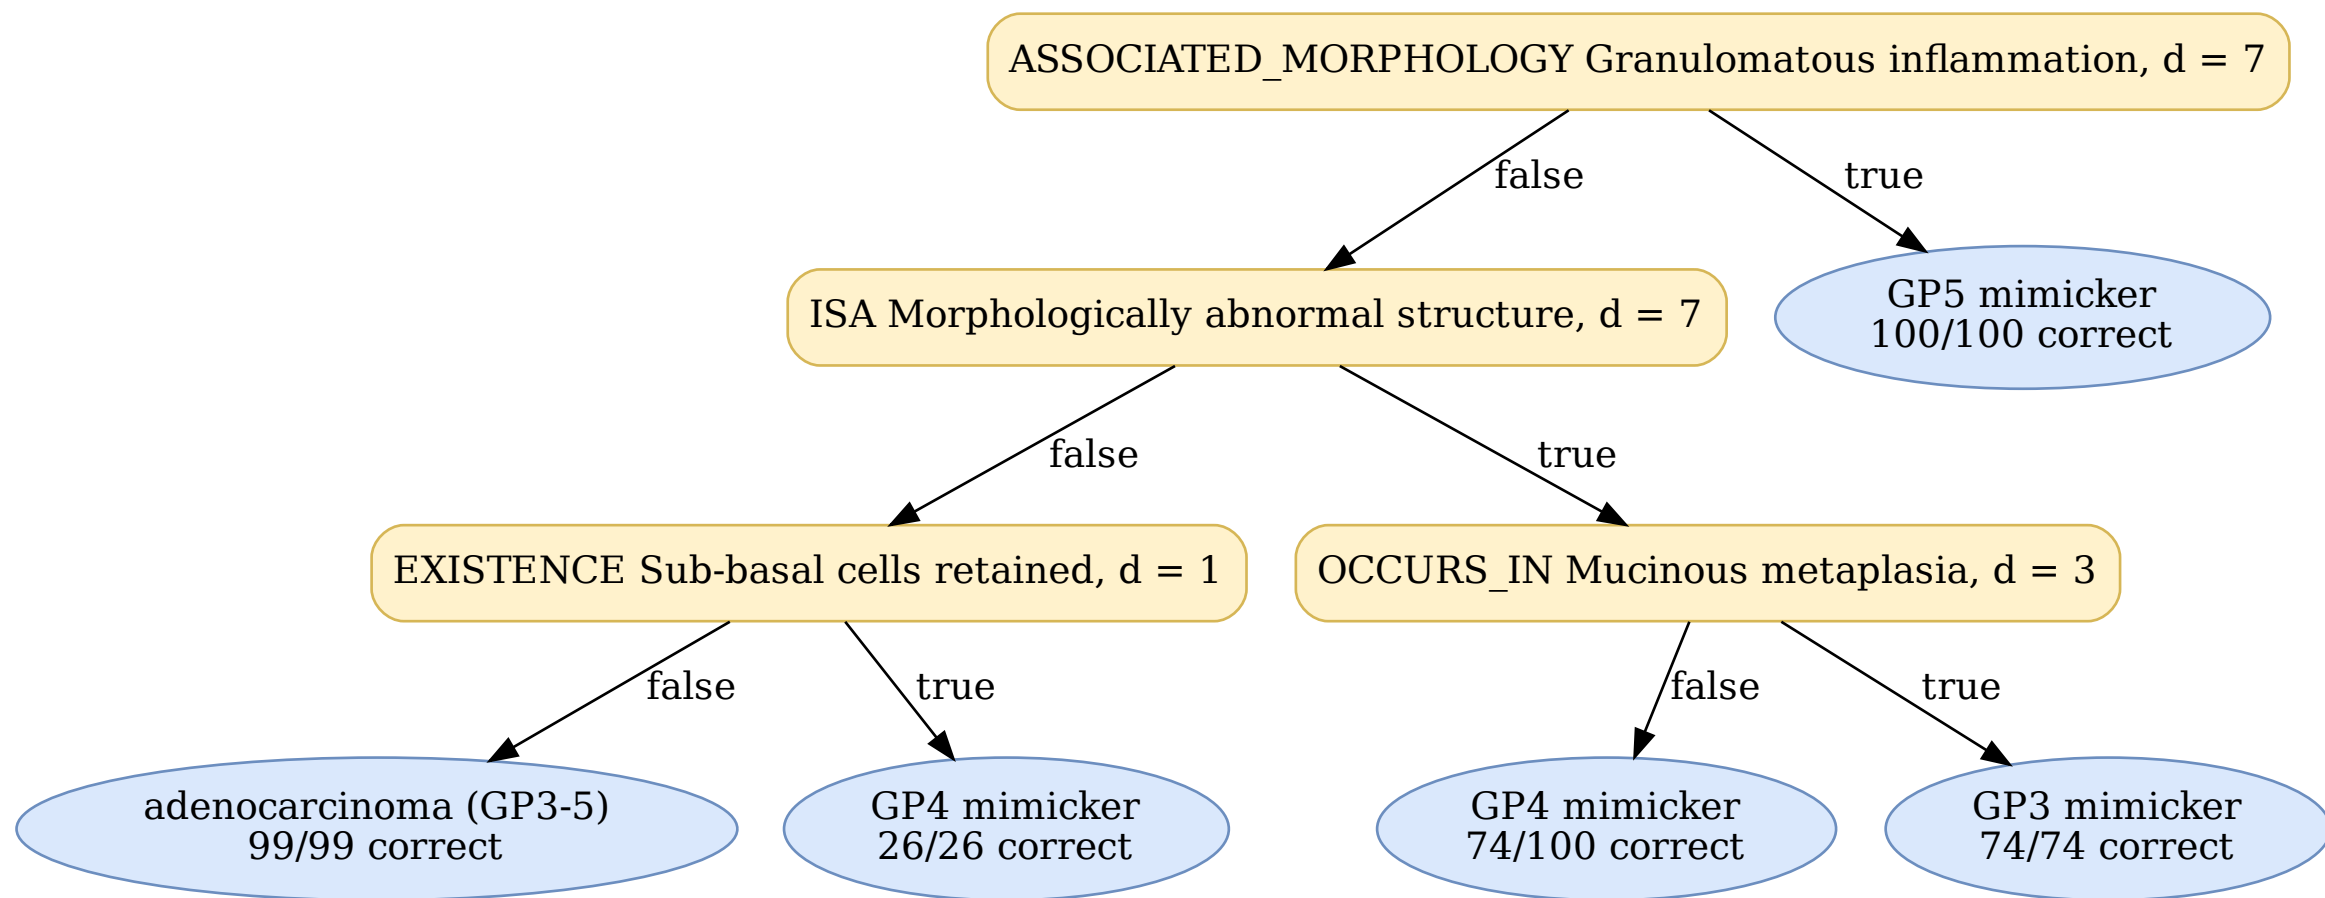 ASSOCIATED_MORPHOLOGY Granulomatous inflammation, d = 7
false
true
ISA Morphologically abnormal structure, d = 7
GP5 mimicker
100/100 correct
false
true
EXISTENCE Sub-basal cells retained, d = 1
OCCURS_IN Mucinous metaplasia, d = 3
false
true
false
true
adenocarcinoma (GP3-5)
99/99 correct
GP4 mimicker
26/26 correct
GP4 mimicker
74/100 correct
GP3 mimicker
74/74 correct